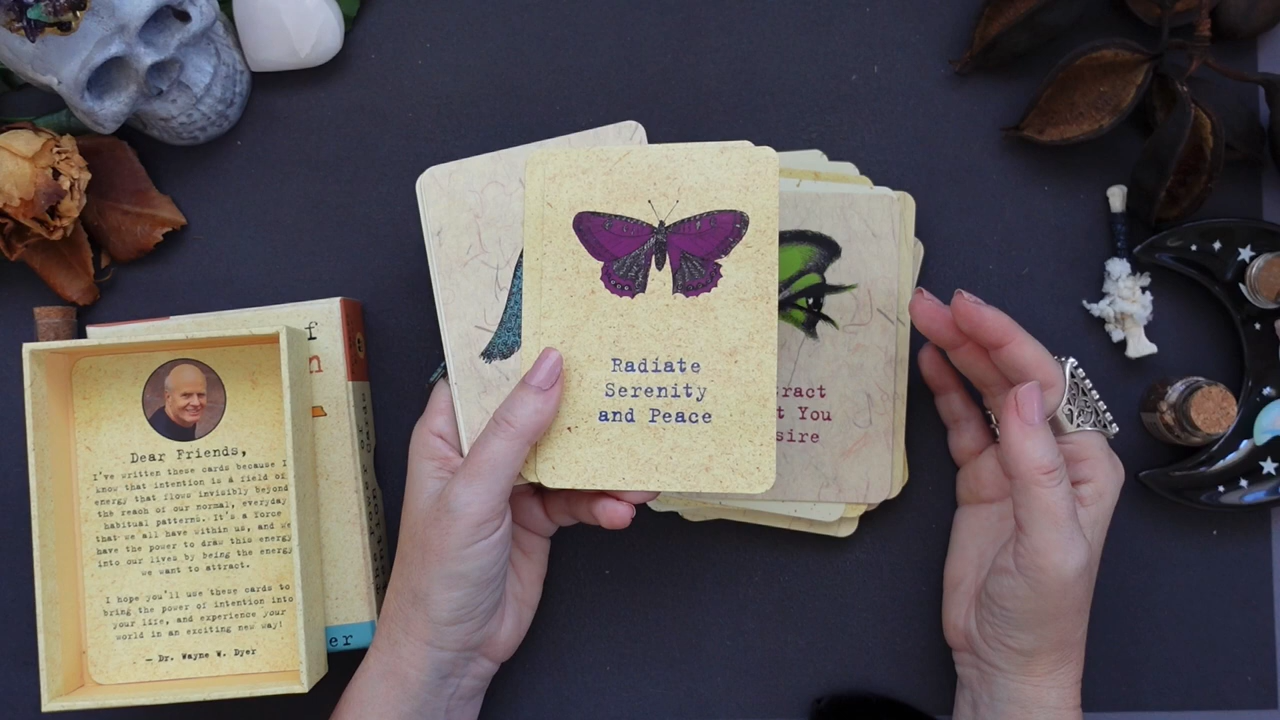 Radiate
Serenity
and Peace
tract
t You
sire
f
n
er
Dear Friends,
I've written these cards because I
know that intention is a field of
energy that flows invisibly beyond
the reach of our normal, everyday
habitual patterns. It's a force
that we all have within us, and we
have the power to draw this energy
into our lives by being the energy
we want to attract.
I hope you'll use these cards to
bring the power of intention into
your life, and experience your
world in an exciting new way!
— Dr. Wayne W. Dyer